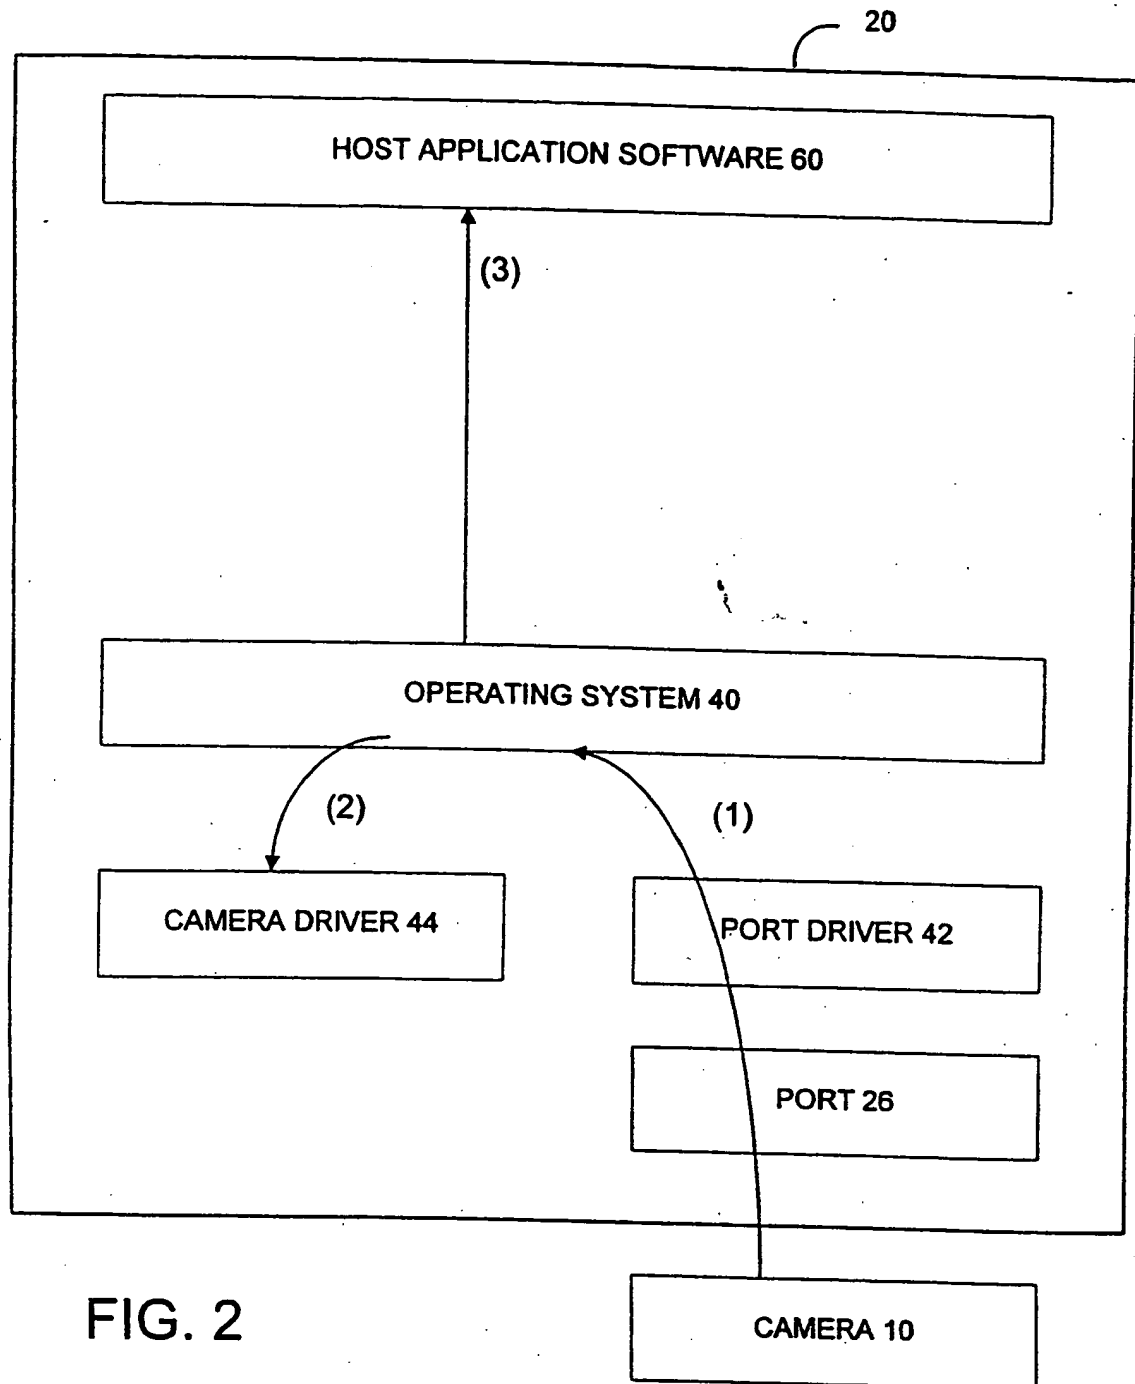 20
HOST APPLICATION SOFTWARE 60
(3)
OPERATING SYSTEM 40
(2)
(1)
CAMERA DRIVER 44
PORT DRIVER 42
PORT 26
FIG. 2
CAMERA 10